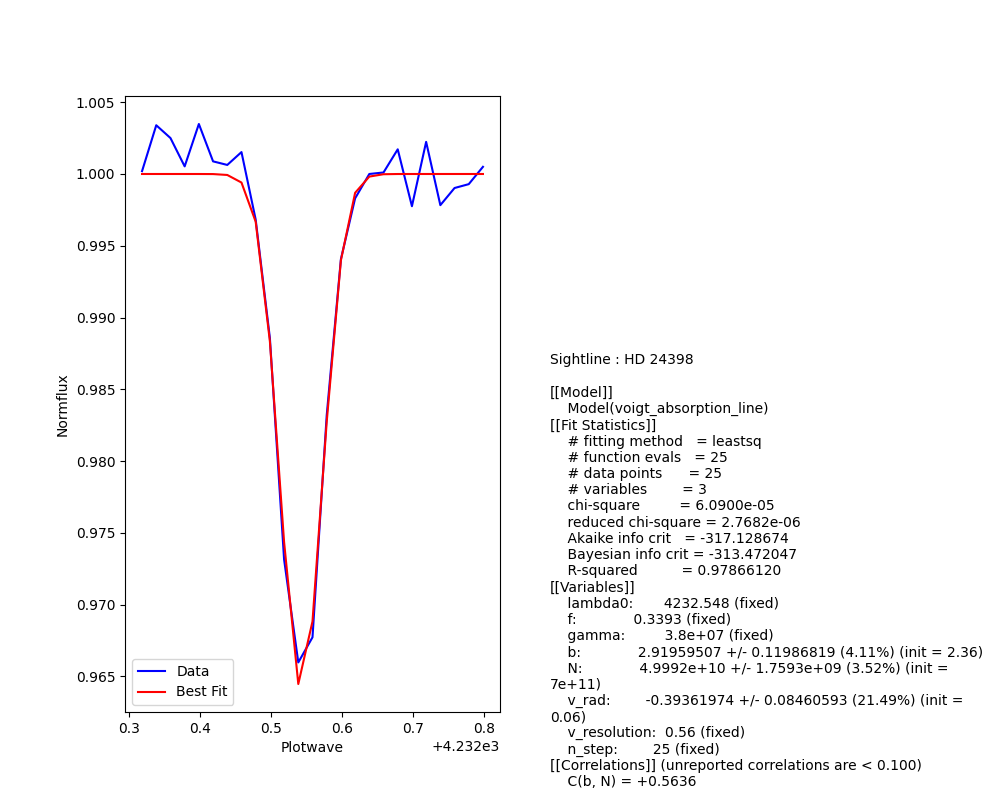 1.005
1.000
0.995
0.990
0.985
0.980
0.975
0.970
0.965
Normflux
Data
Best Fit
0.3 0.4 0.5 0.6 0.7 0.8
Plotwave
+4.232e3
Sightline : HD 24398
[[Model]]
Model(voigt_absorption_line)
[[Fit Statistics]]
# fitting method = leastsq
# function evals = 25
# data points = 25
# variables = 3
chi-square = 6.0900e-05
reduced chi-square = 2.7682e-06
Akaike info crit = -317.128674
Bayesian info crit = -313.472047
R-squared = 0.97866120
[[Variables]]
lambda0: 4232.548 (fixed)
f: 0.3393 (fixed)
gamma: 3.8e+07 (fixed)
b: 2.91959507 +/- 0.11986819 (4.11%) (init = 2.36)
N: 4.9992e+10 +/- 1.7593e+09 (3.52%) (init =
7e+11)
v_rad: -0.39361974 +/- 0.08460593 (21.49%) (init =
0.06)
v_resolution: 0.56 (fixed)
n_step: 25 (fixed)
[[Correlations]] (unreported correlations are < 0.100)
C(b, N) = +0.5636